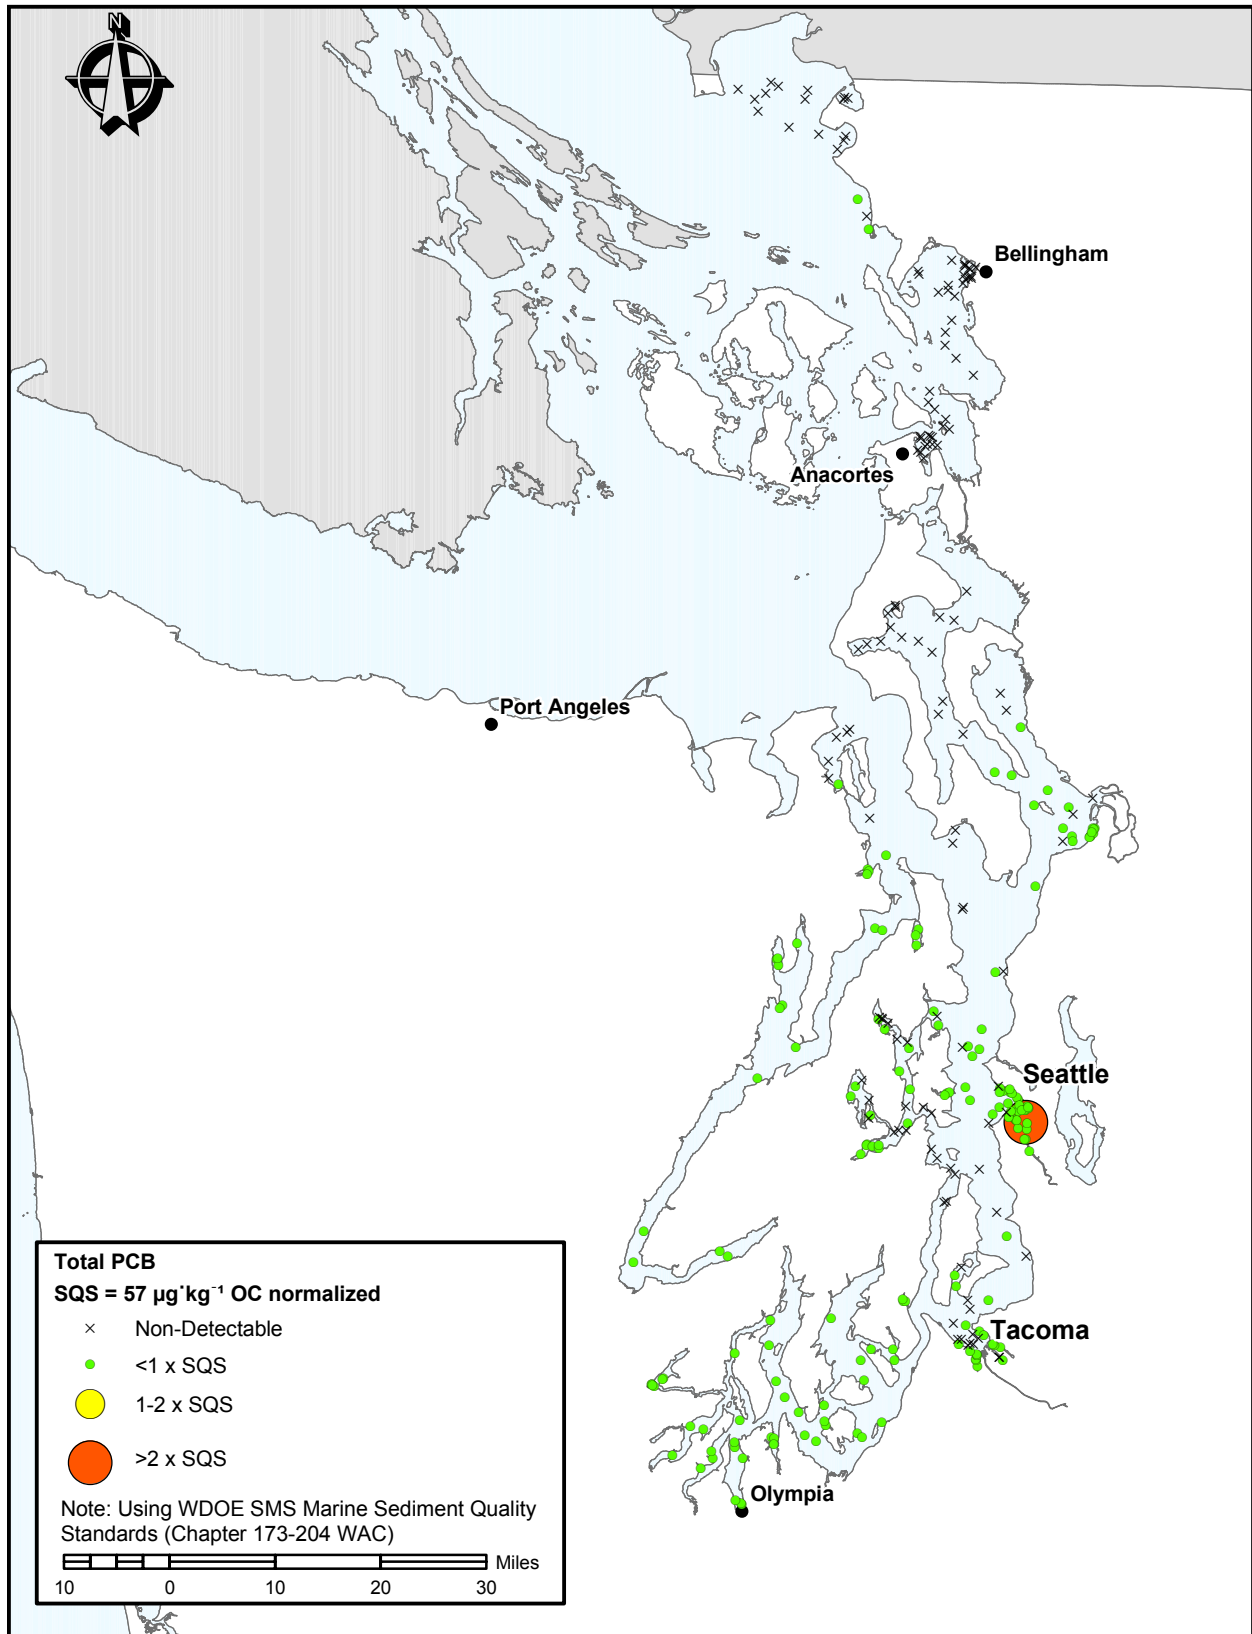 N
Bellingham
Anacortes
Port Angeles
Seattle
Tacoma
Olympia
Total PCB
SQS = 57 µg˙kg⁻¹ OC normalized
Non-Detectable
<1 x SQS
1-2 x SQS
>2 x SQS
Note: Using WDOE SMS Marine Sediment Quality
Standards (Chapter 173-204 WAC)
Miles
10 0 10 20 30